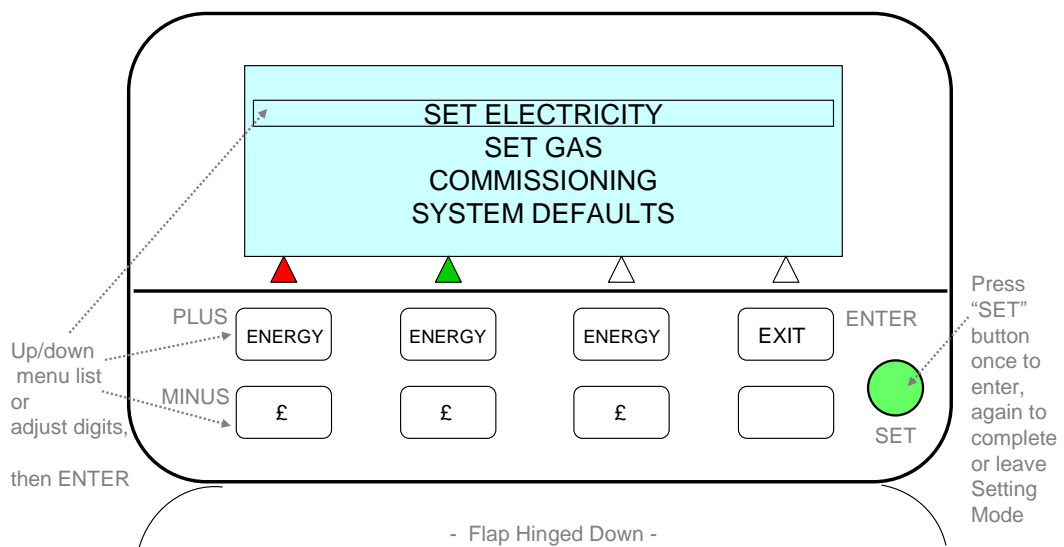 SET ELECTRICITY
SET GAS
COMMISSIONING
SYSTEM DEFAULTS
PLUS
ENERGY
ENERGY
ENERGY
EXIT
ENTER
MINUS
£
£
£
SET
Up/down
menu list
or
adjust digits,
then ENTER
Press
“SET”
button
once to
enter,
again to
complete
or leave
Setting
Mode
- Flap Hinged Down -